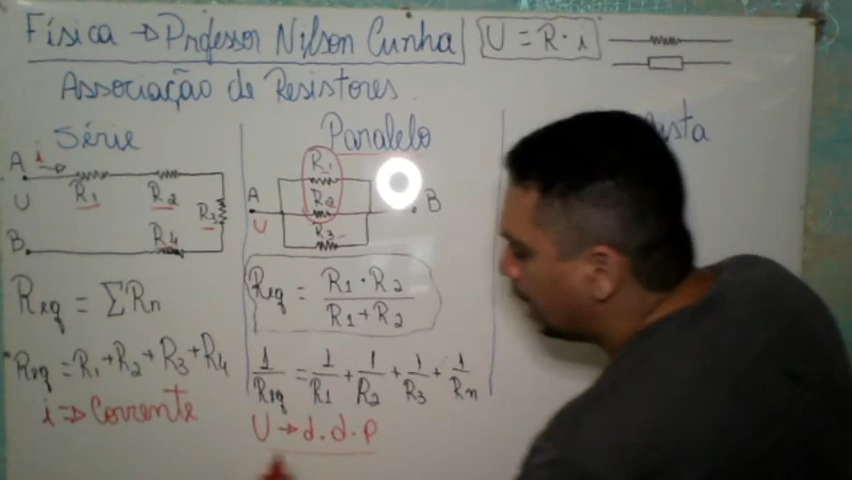 Física → Professor Nilson Cunha
U = R · i
Associação de Resistores.
Série
A
i
U
R1
R2
R3
R4
B
Req = ΣRn
Req = R1 + R2 + R3 + R4
i => Corrente
Paralelo
A
U
R1
R2
R3
B
Req = R1 · R2 / R1 + R2
1/Req = 1/R1 + 1/R2 + 1/R3 + 1/Rn
U → d.d.p